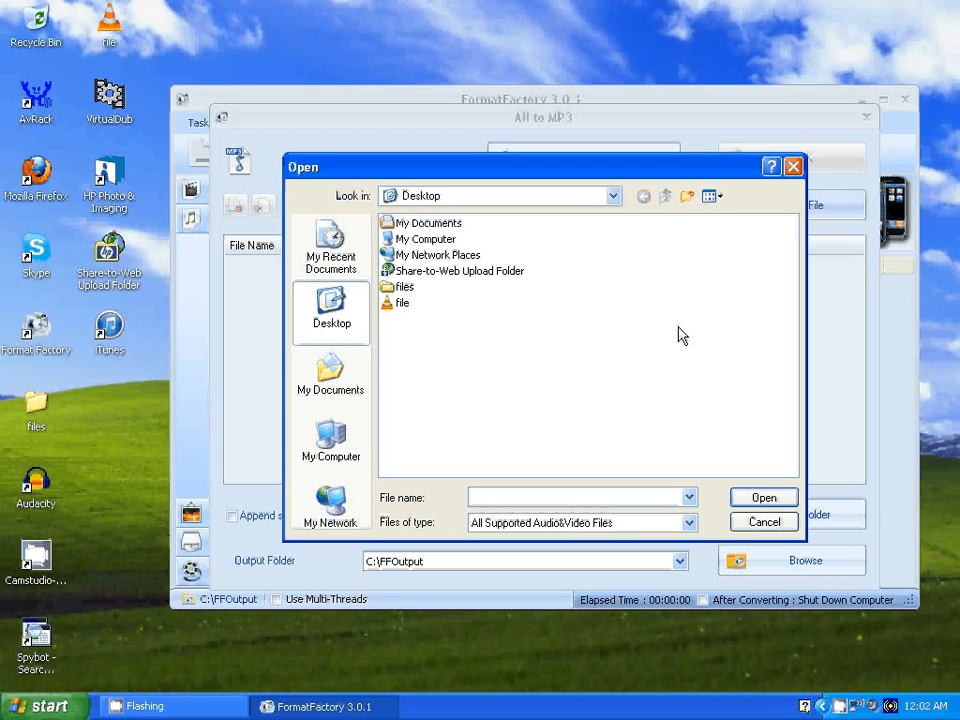 Recycle Bin
file
AvRack
VirtualDub
Mozilla Firefox
HP Photo &
Imaging
Skype
Share-to-Web
Upload Folder
Format Factory
iTunes
files
Audacity
Camstudio-...
Spybot -
Searc...
FormatFactory 3.0.1
Task
All to MP3
MP3
Open
Look in:
Desktop
My Recent
Documents
Desktop
My Documents
My Computer
My Network
My Documents
My Computer
My Network Places
Share-to-Web Upload Folder
files
file
File name:
Open
Files of type:
All Supported Audio&Video Files
Cancel
File
File Name
Append s
older
Output Folder
C:\FFOutput
Browse
C:\FFOutput
Use Multi-Threads
Elapsed Time : 00:00:00
After Converting : Shut Down Computer
start
Flashing
FormatFactory 3.0.1
12:02 AM